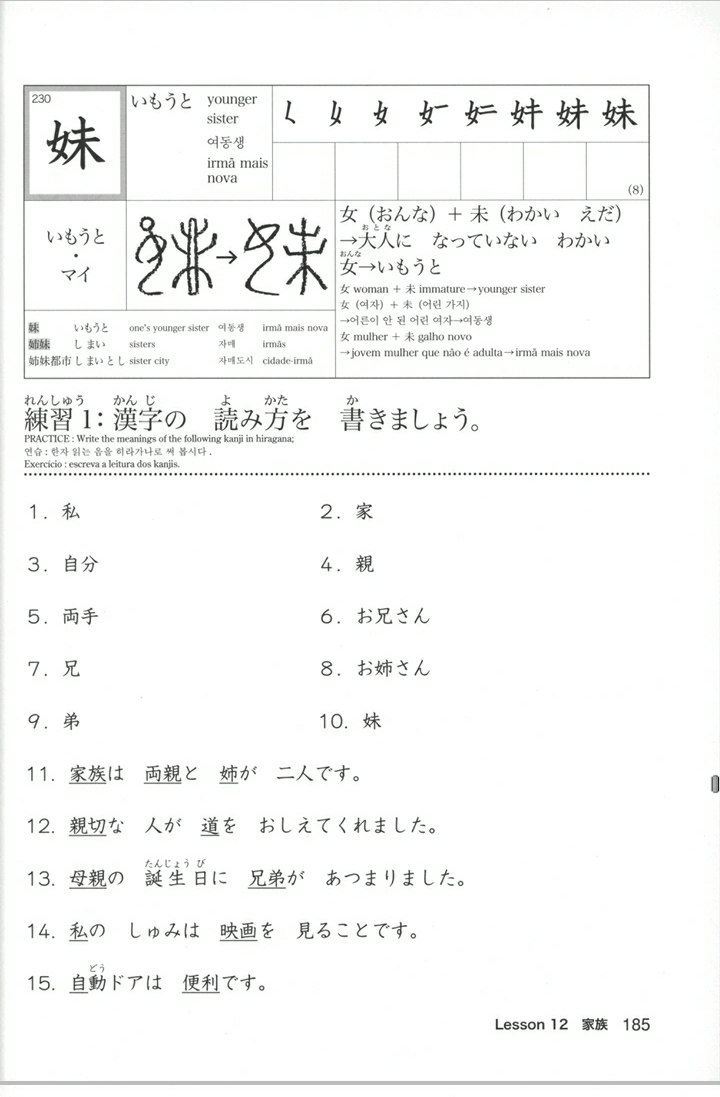 230
妹
いもうと
younger
sister
여동생
irmã mais
nova
く 女 女 女 妹 妹 妹 妹
(8)
いもうと
・
マイ
→
女（おんな）＋ 未（わかい　えだ）
おとな
→大人に　なっていない　わかい
おんな
女→いもうと
女 woman ＋ 未 immature→younger sister
女 (여자) ＋ 未 (어린 가지)
→어른이 안 된 어린 여자→여동생
女 mulher ＋ 未 galho novo
→jovem mulher que não é adulta→irmã mais nova
妹　いもうと　one's younger sister　여동생　irmã mais nova
姉妹　し まい　sisters　자매　irmãs
姉妹都市　し まい と し　sister city　자매도시　cidade-irmã
れんしゅう　かん じ　よ　かた　か
練習 1：漢字の　読み方を　書きましょう。
PRACTICE : Write the meanings of the following kanji in hiragana;
연습 : 한자 읽는 음을 히라가나로 써 봅시다 .
Exercício : escreva a leitura dos kanjis.
1. 私　2. 家
3. 自分　4. 親
5. 両手　6. お兄さん
7. 兄　8. お姉さん
9. 弟　10. 妹
11. 家族は　両親と　姉が　二人です。
12. 親切な　人が　道を　おしえてくれました。
たんじょう び
13. 母親の　誕生日に　兄弟が　あつまりました。
14. 私の　しゅみは　映画を　見ることです。
どう
15. 自動ドアは　便利です。
Lesson 12　家族　185